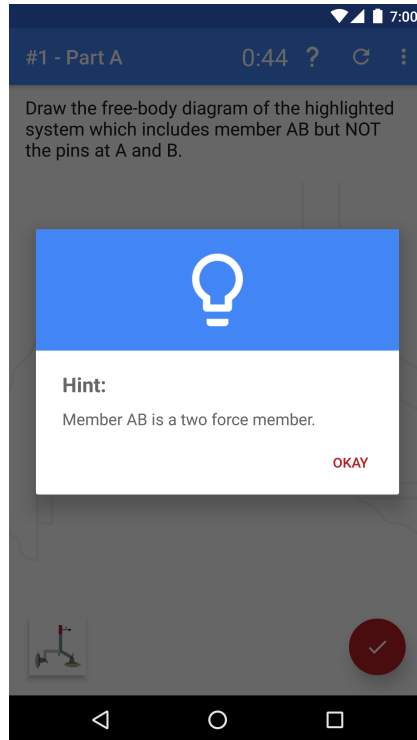 7:00
#1 - Part A 0:44 ?
Draw the free-body diagram of the highlighted
system which includes member AB but NOT
the pins at A and B.
Hint:
Member AB is a two force member.
OKAY